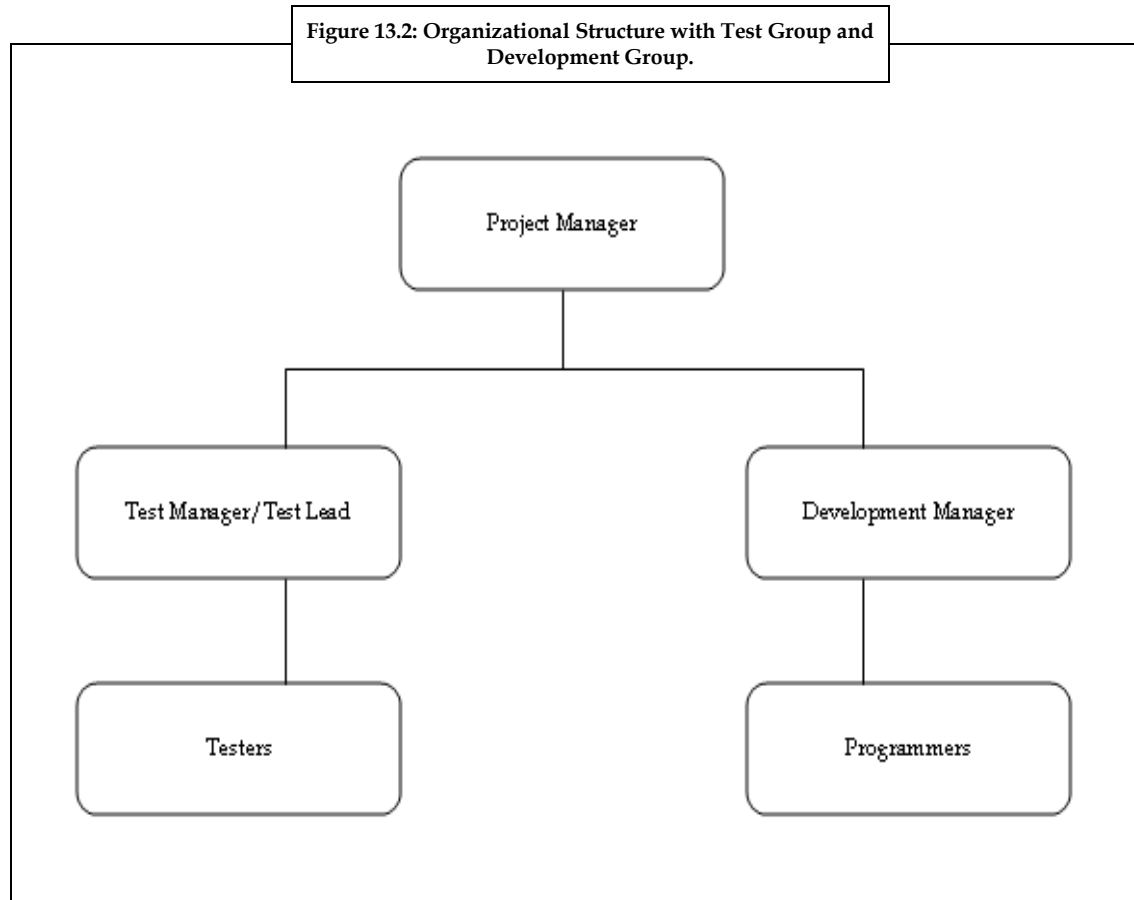 Figure 13.2: Organizational Structure with Test Group and
Development Group.
Project Manager
Test Manager/Test Lead
Development Manager
Testers
Programmers